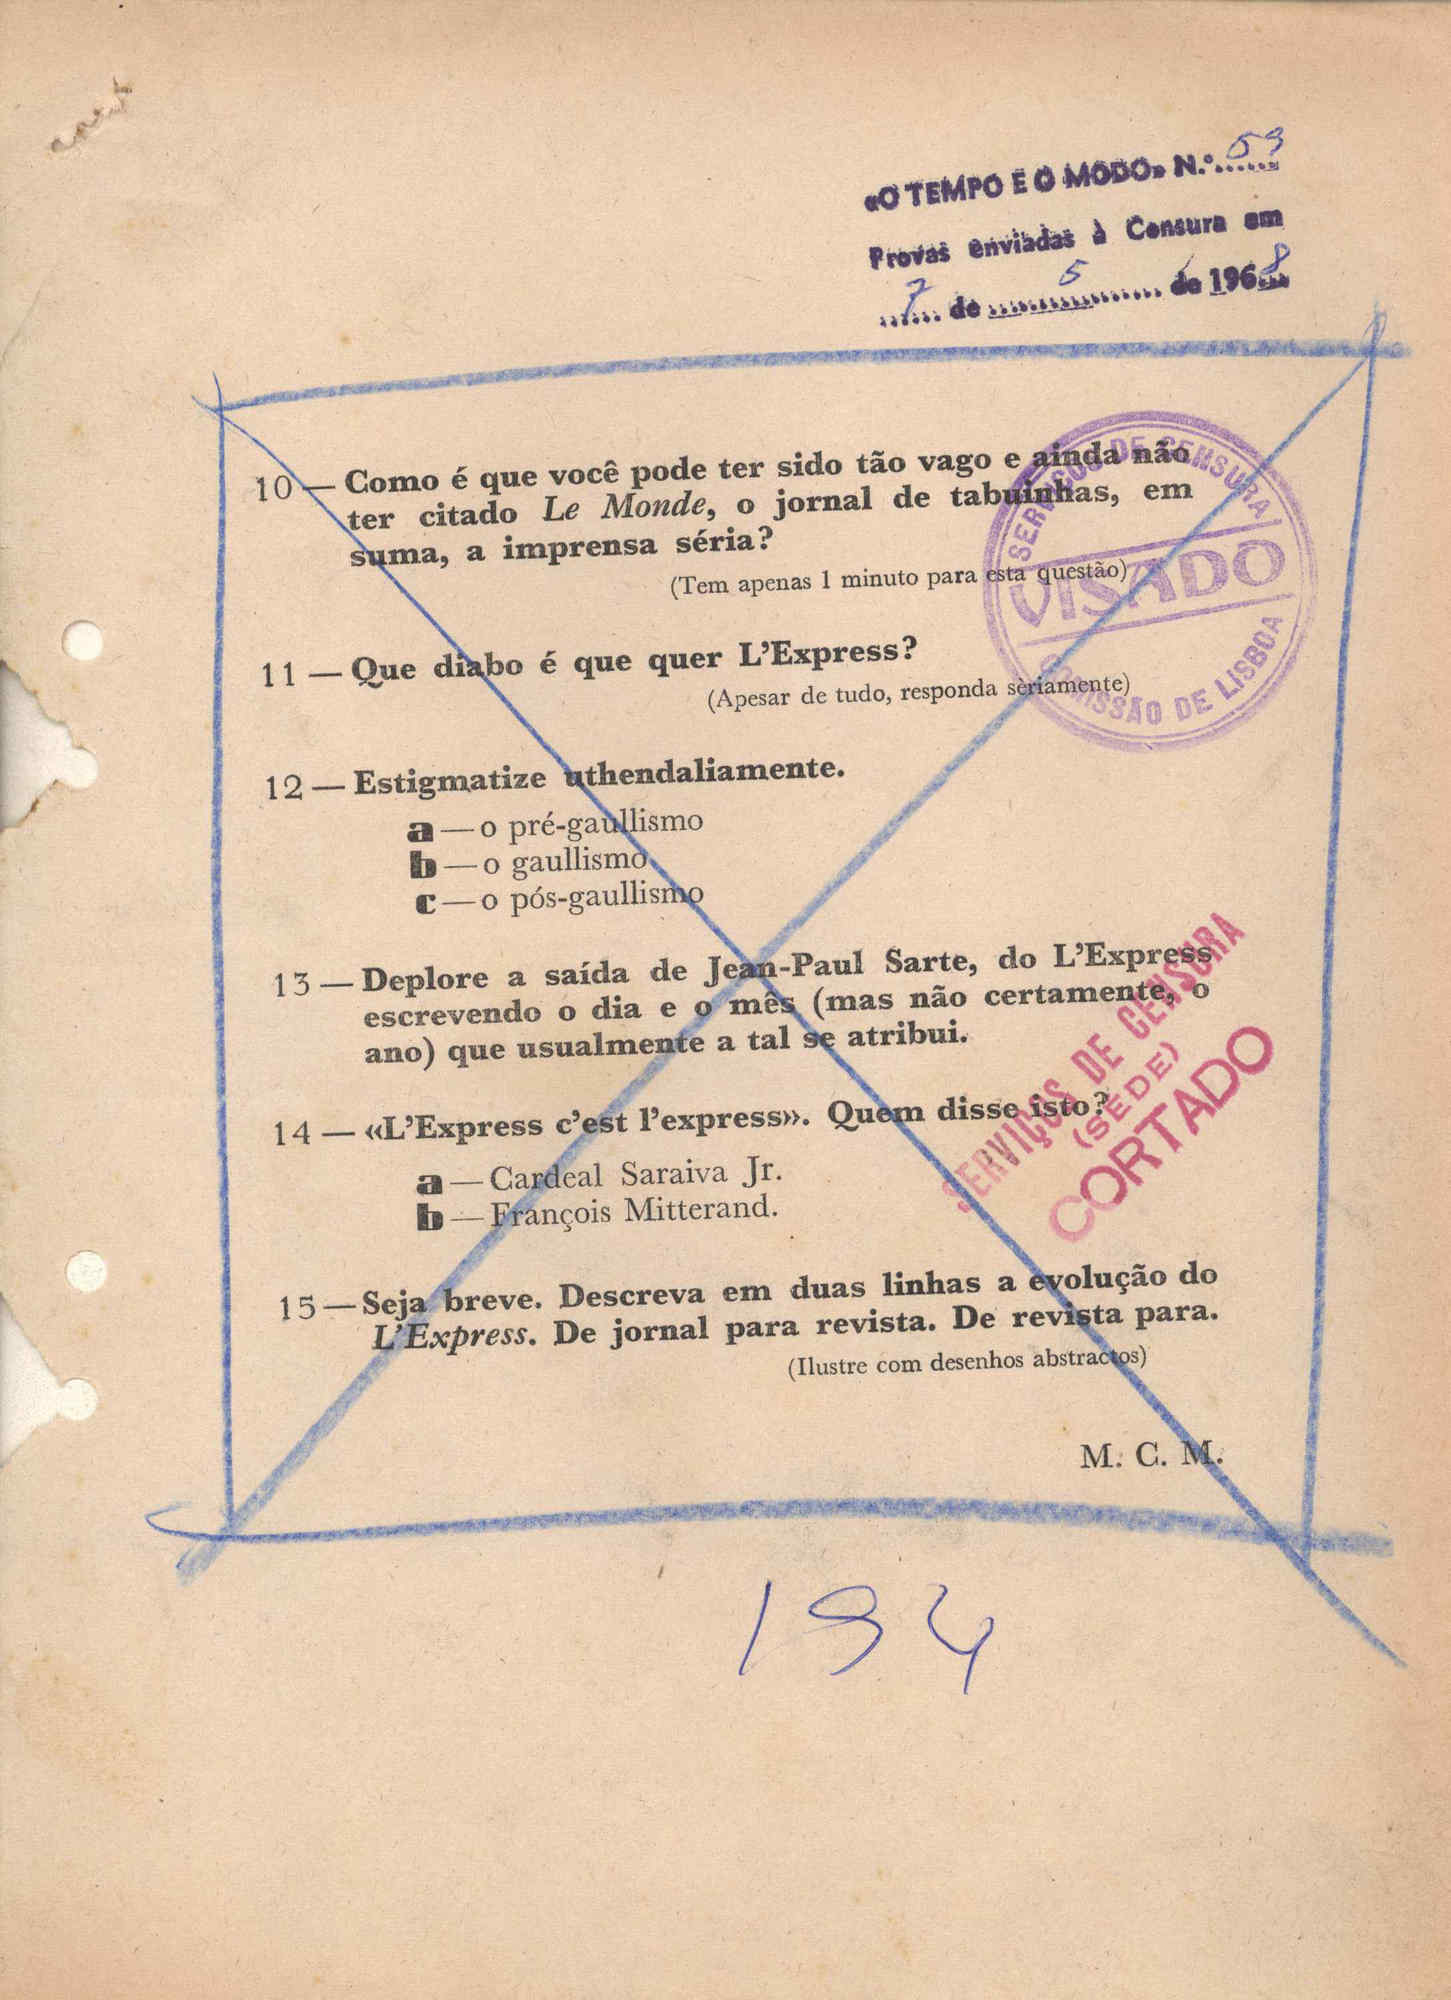 «O TEMPO E O MODO» N.º 59
Provas enviadas à Censura em
7 de 5 de 1968
10 — Como é que você pode ter sido tão vago e ainda não
ter citado Le Monde, o jornal de tabuinhas, em
suma, a imprensa séria?
(Tem apenas 1 minuto para esta questão)
SERVIÇOS DE CENSURA
VISADO
COMISSÃO DE LISBOA
11 — Que diabo é que quer L'Express?
(Apesar de tudo, responda sèriamente)
12 — Estigmatize uthendaliamente.
a — o pré-gaullismo
b — o gaullismo
c — o pós-gaullismo
13 — Deplore a saída de Jean-Paul Sarte, do L'Express
escrevendo o dia e o mês (mas não certamente, o
ano) que usualmente a tal se atribui.
SERVIÇOS DE CENSURA
(SEDE)
CORTADO
14 — «L'Express c'est l'express». Quem disse isto?
a — Cardeal Saraiva Jr.
b — François Mitterand.
15 — Seja breve. Descreva em duas linhas a evolução do
L'Express. De jornal para revista. De revista para.
(Ilustre com desenhos abstractos)
M. C. M.
194